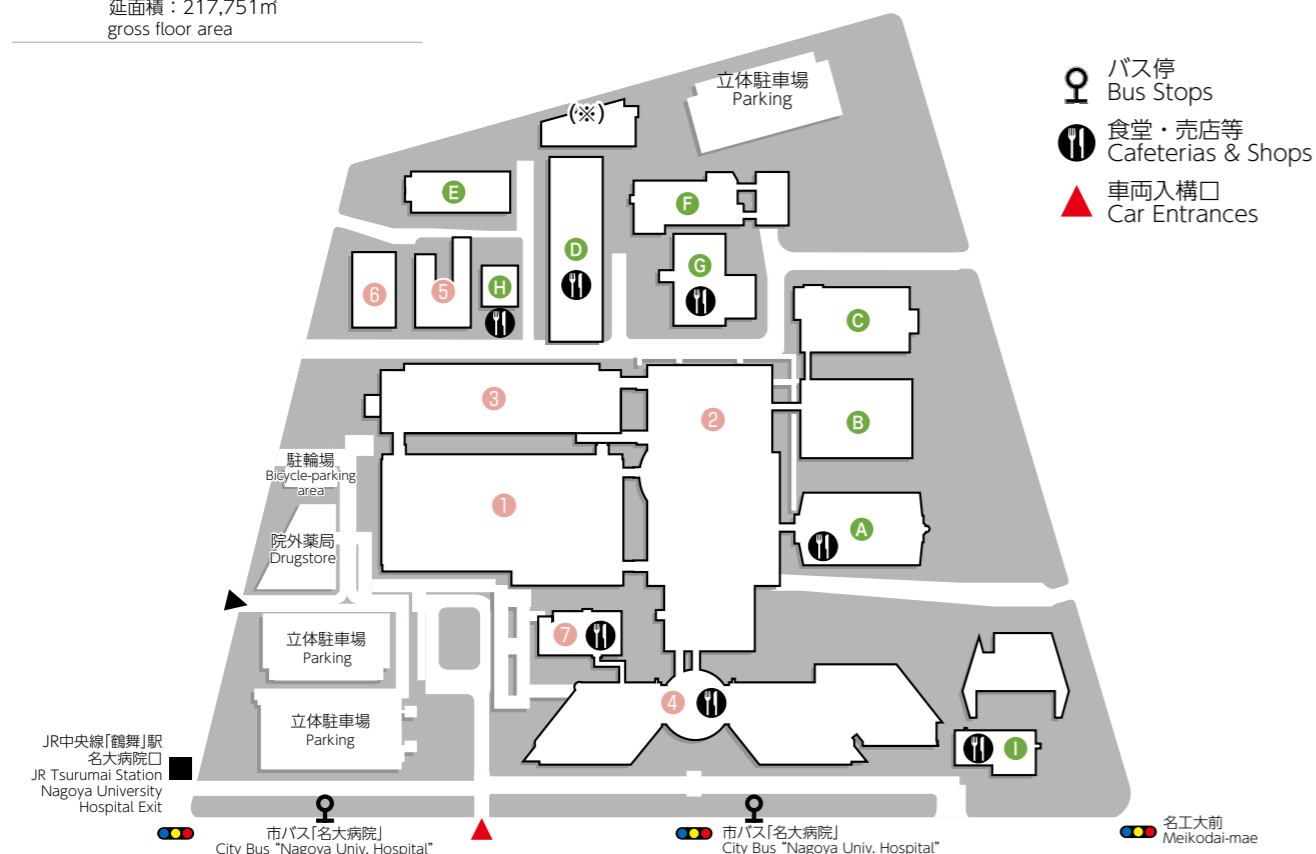 延面積：217,751㎡
gross floor area
バス停
Bus Stops
食堂・売店等
Cafeterias & Shops
車両入構口
Car Entrances
立体駐車場
Parking
(※)
E
F
D
G
H
6
5
C
3
2
B
1
A
駐輪場
Bicycle-parking
area
院外薬局
Drugstore
立体駐車場
Parking
7
4
立体駐車場
Parking
I
JR中央線「鶴舞」駅
名大病院口
JR Tsurumai Station
Nagoya University
Hospital Exit
市バス「名大病院」
City Bus “Nagoya Univ. Hospital”
市バス「名大病院」
City Bus “Nagoya Univ. Hospital”
名工大前
Meikodai-mae